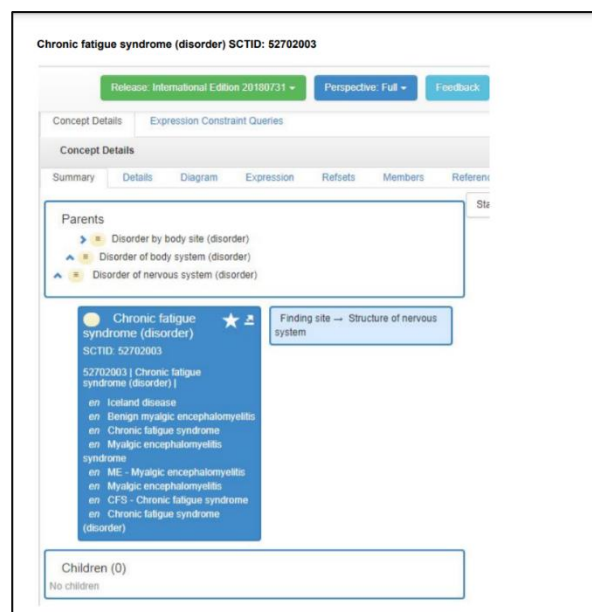 Chronic fatigue syndrome (disorder) SCTID: 52702003
Release: International Edition 20180731
Perspective: Full
Feedback
Concept Details
Expression Constraint Queries
Concept Details
Summary
Details
Diagram
Expression
Refsets
Members
Referenc
Sta
Parents
Disorder by body site (disorder)
Disorder of body system (disorder)
Disorder of nervous system (disorder)
Chronic fatigue
syndrome (disorder)
SCTID: 52702003
52702003 | Chronic fatigue
syndrome (disorder) |
en Iceland disease
en Benign myalgic encephalomyelitis
en Chronic fatigue syndrome
en Myalgic encephalomyelitis
syndrome
en ME - Myalgic encephalomyelitis
en Myalgic encephalomyelitis
en CFS - Chronic fatigue syndrome
en Chronic fatigue syndrome
(disorder)
Finding site → Structure of nervous
system
Children (0)
No children